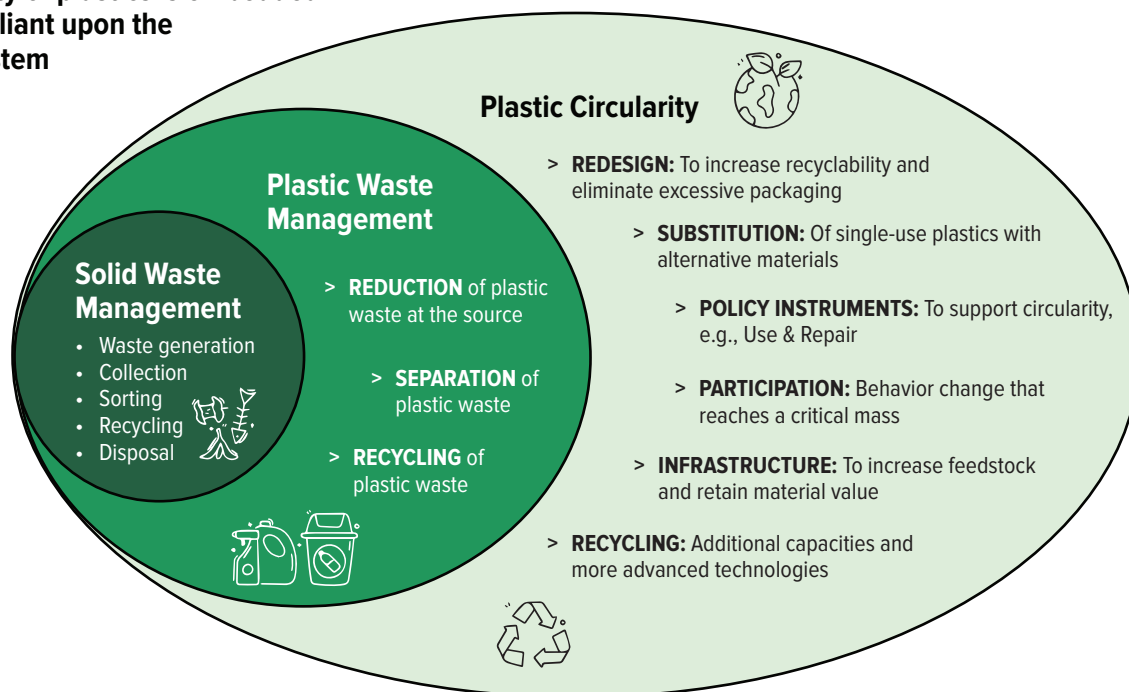 liant upon the
stem
Plastic Circularity
> REDESIGN: To increase recyclability and
eliminate excessive packaging
> SUBSTITUTION: Of single-use plastics with
alternative materials
> POLICY INSTRUMENTS: To support circularity,
e.g., Use & Repair
> PARTICIPATION: Behavior change that
reaches a critical mass
> INFRASTRUCTURE: To increase feedstock
and retain material value
> RECYCLING: Additional capacities and
more advanced technologies
Plastic Waste
Management
> REDUCTION of plastic
waste at the source
> SEPARATION of
plastic waste
> RECYCLING of
plastic waste
Solid Waste
Management
• Waste generation
• Collection
• Sorting
• Recycling
• Disposal